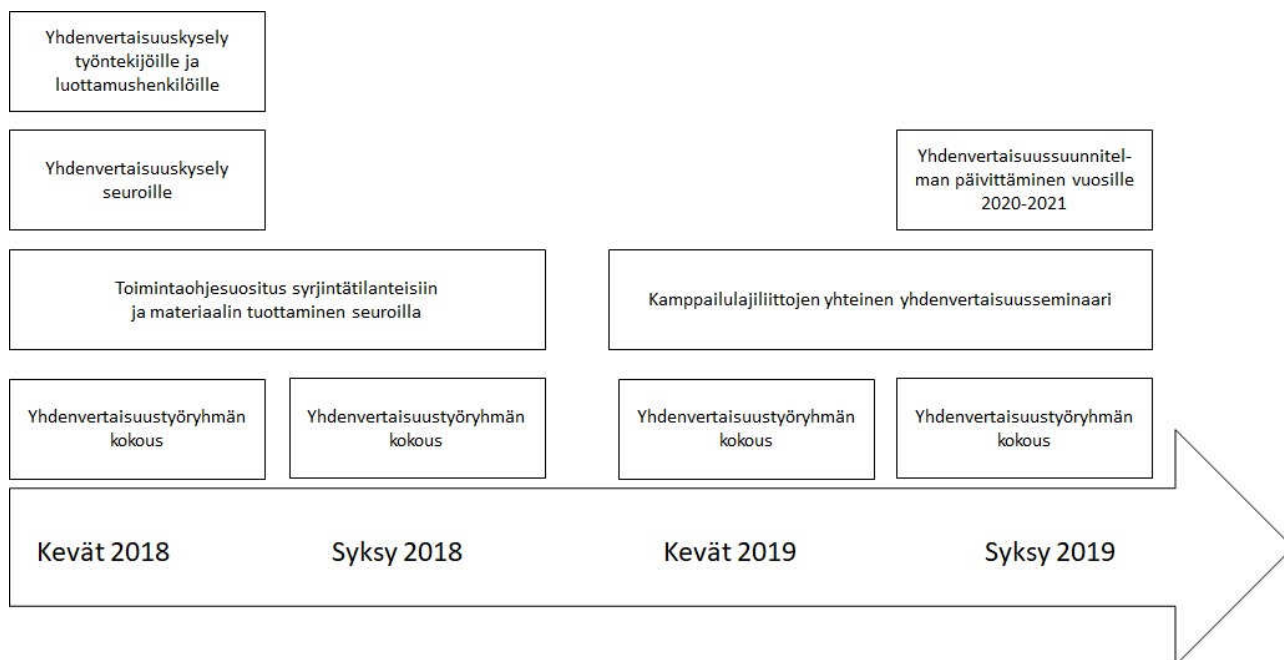 Yhdenvertaisuuskysely
työntekijöille ja
luottamushenkilöille
Yhdenvertaisuuskysely
seuroille
Yhdenvertaisuussuunnitel-
man päivittäminen vuosille
2020-2021
Toimintaohjesuositus syrjintätilanteisiin
ja materiaalin tuottaminen seuroilla
Kamppailulajiliittojen yhteinen yhdenvertaisuusseminaari
Yhdenvertaisuustyöryhmän
kokous
Yhdenvertaisuustyöryhmän
kokous
Yhdenvertaisuustyöryhmän
kokous
Yhdenvertaisuustyöryhmän
kokous
Kevät 2018
Syksy 2018
Kevät 2019
Syksy 2019